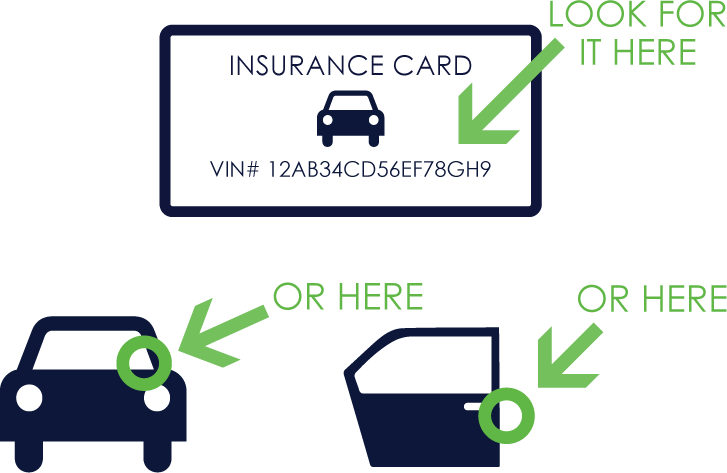 LOOK FOR
IT HERE
INSURANCE CARD
VIN# 12AB34CD56EF78GH9
OR HERE
OR HERE